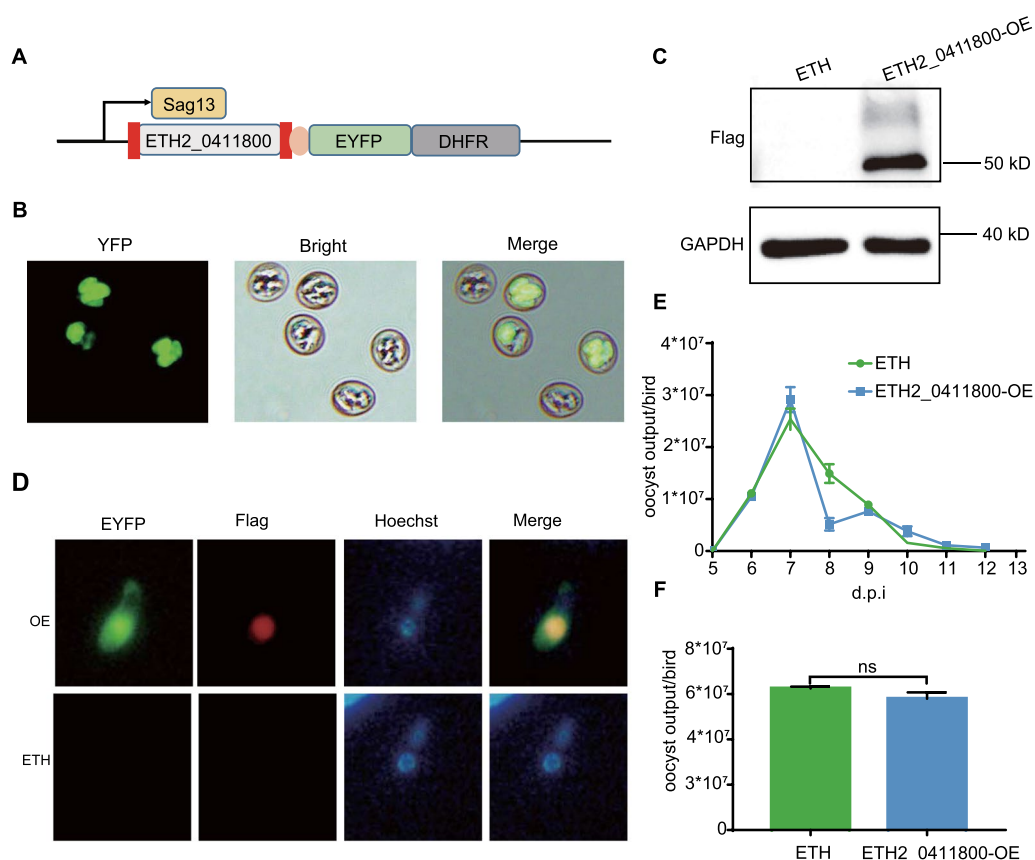 A
Sag13
ETH2_0411800
EYFP
DHFR
B
YFP
Bright
Merge
C
ETH
ETH2_0411800-OE
Flag
50 kD
GAPDH
40 kD
D
EYFP
Flag
Hoechst
Merge
OE
ETH
E
oocyst output/bird
4*10⁷
3*10⁷
2*10⁷
1*10⁷
0
ETH
ETH2_0411800-OE
5 6 7 8 9 10 11 12 13
d.p.i
F
oocyst output/bird
8*10⁷
6*10⁷
4*10⁷
3*10⁷
0
ns
ETH
ETH2_0411800-OE